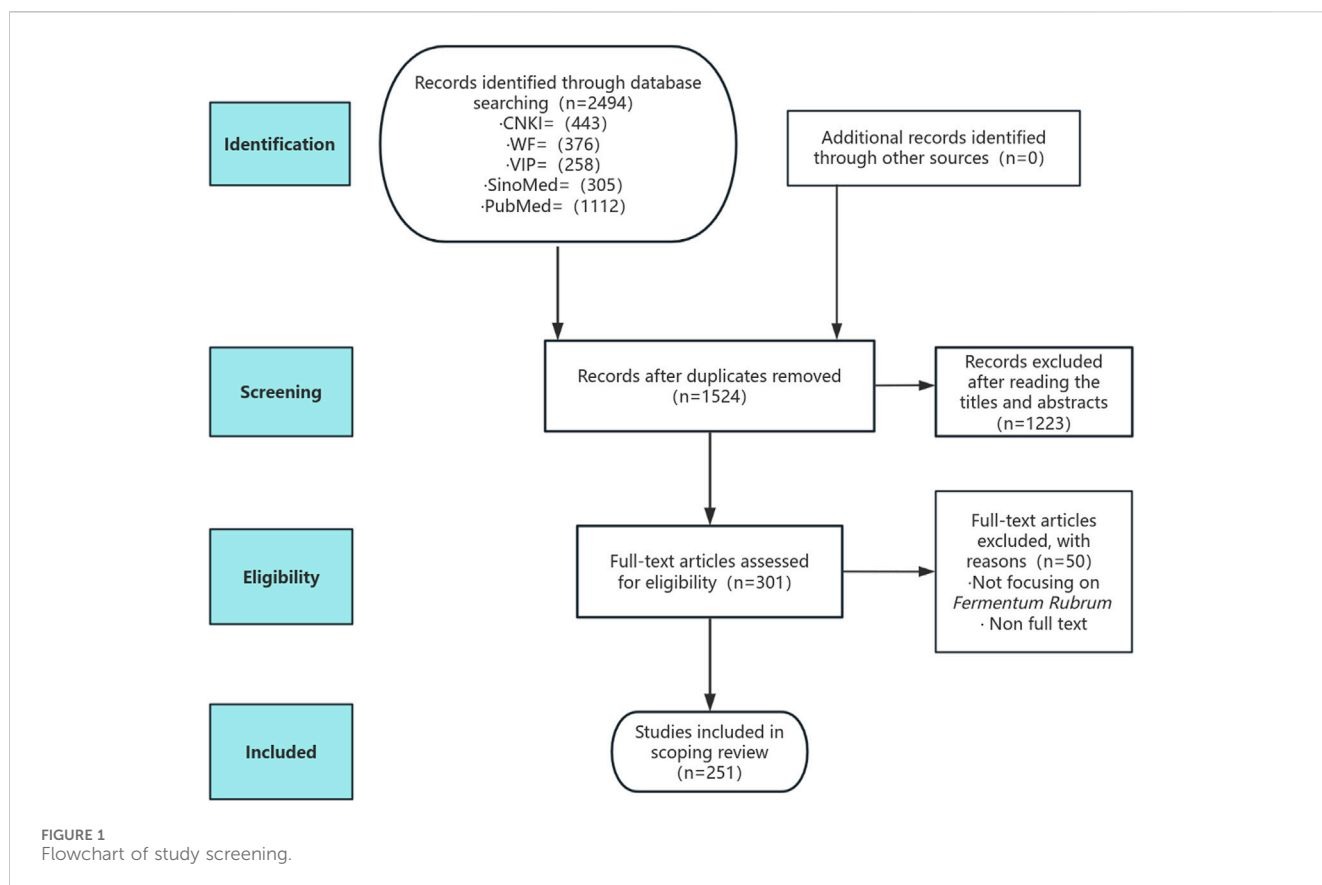 Identification
Records identified through database
searching (n=2494)
·CNKI= (443)
·WF= (376)
·VIP= (258)
·SinoMed= (305)
·PubMed= (1112)
Additional records identified
through other sources (n=0)
Screening
Records after duplicates removed
(n=1524)
Records excluded
after reading the
titles and abstracts
(n=1223)
Eligibility
Full-text articles assessed
for eligibility (n=301)
Full-text articles
excluded, with
reasons (n=50)
·Not focusing on
Fermentum Rubrum
· Non full text
Included
Studies included in
scoping review
(n=251)
FIGURE 1
Flowchart of study screening.